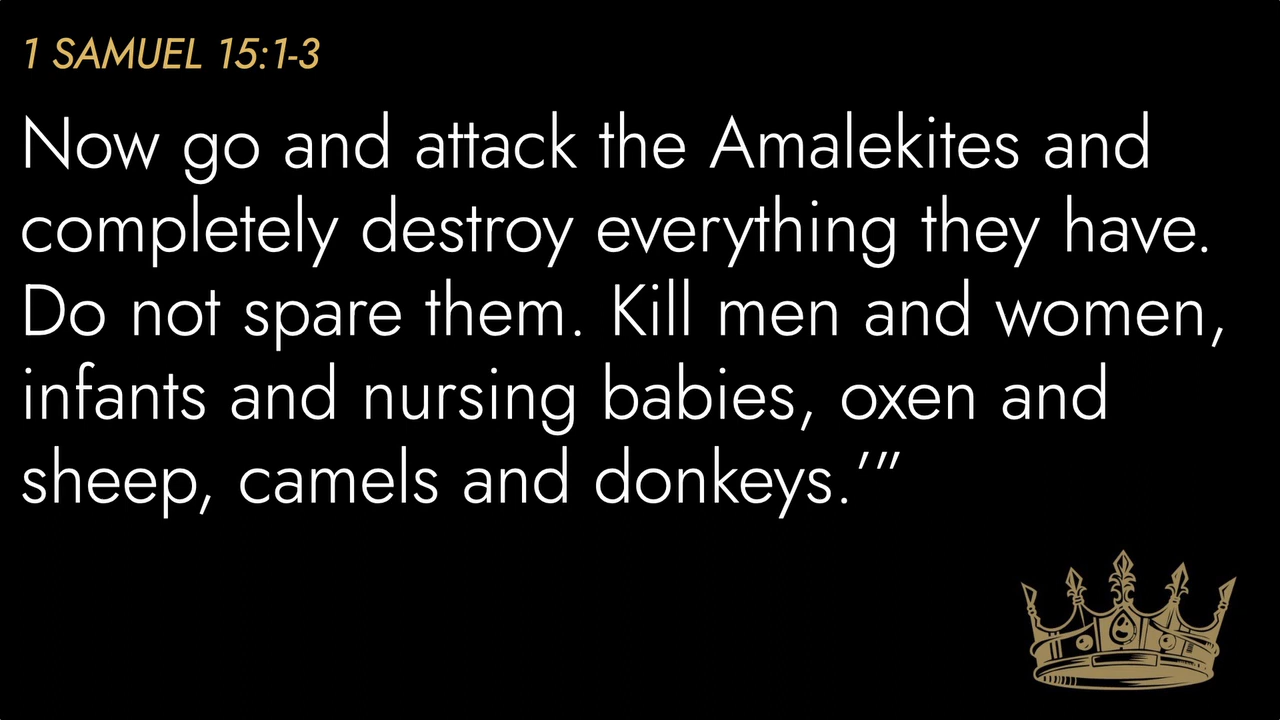 1 SAMUEL 15:1-3
Now go and attack the Amalekites and
completely destroy everything they have.
Do not spare them. Kill men and women,
infants and nursing babies, oxen and
sheep, camels and donkeys.’”